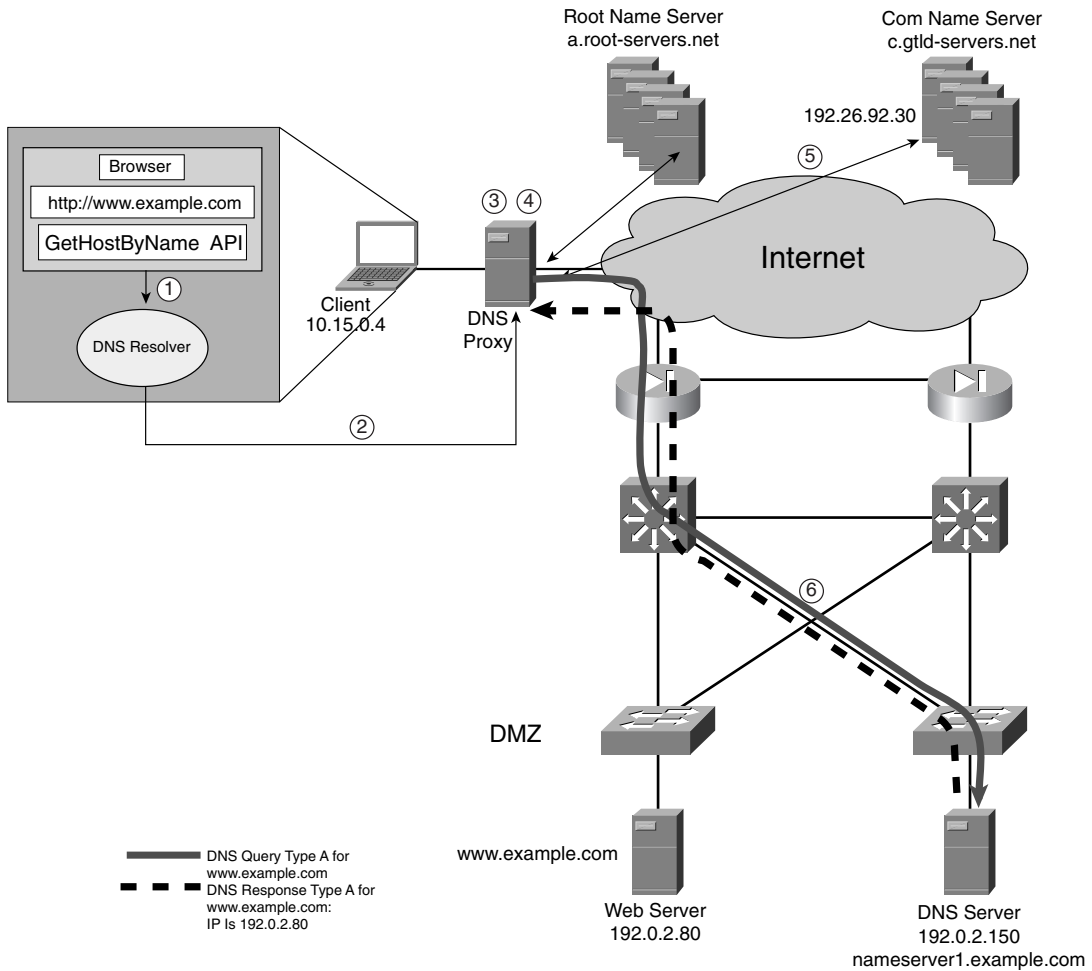 Root Name Server
a.root-servers.net
Com Name Server
c.gtld-servers.net
192.26.92.30
Browser
http://www.example.com
GetHostByName API
1
DNS Resolver
2
3
4
5
Client
10.15.0.4
DNS
Proxy
Internet
6
DMZ
www.example.com
Web Server
192.0.2.80
DNS Server
192.0.2.150
nameserver1.example.com
DNS Query Type A for
www.example.com
DNS Response Type A for
www.example.com:
IP Is 192.0.2.80